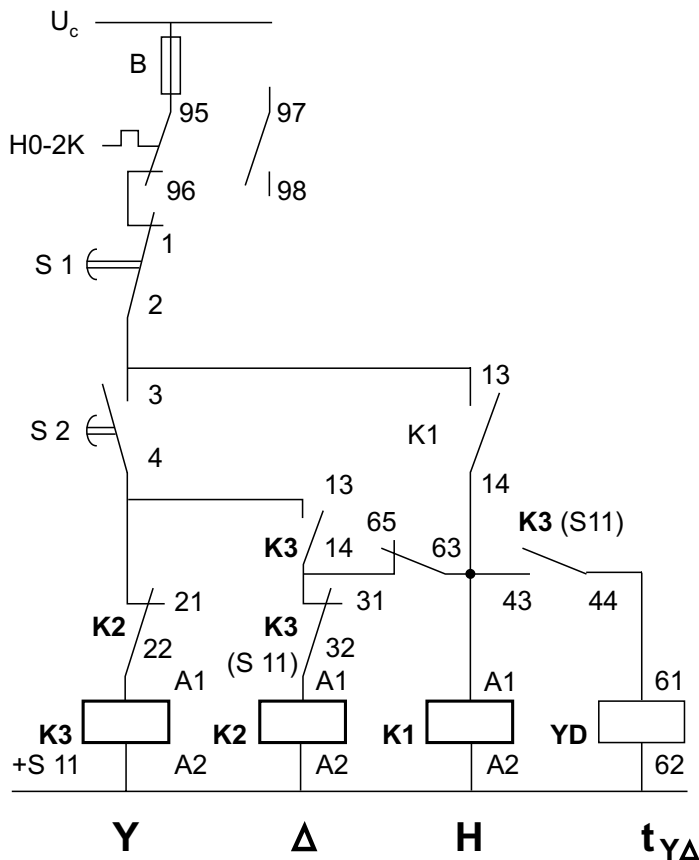 Uc
B
95 97
H0-2K
96 98
1
S 1
2
3 13
S 2 K1
4 14
13
65 K3 (S11)
K3 14 63
21 31 43 44
K2 K3
22 32
(S 11)
A1 A1 A1 61
K3 K2 K1 YD
+S 11 A2 A2 A2 62
Y Δ H tYΔ